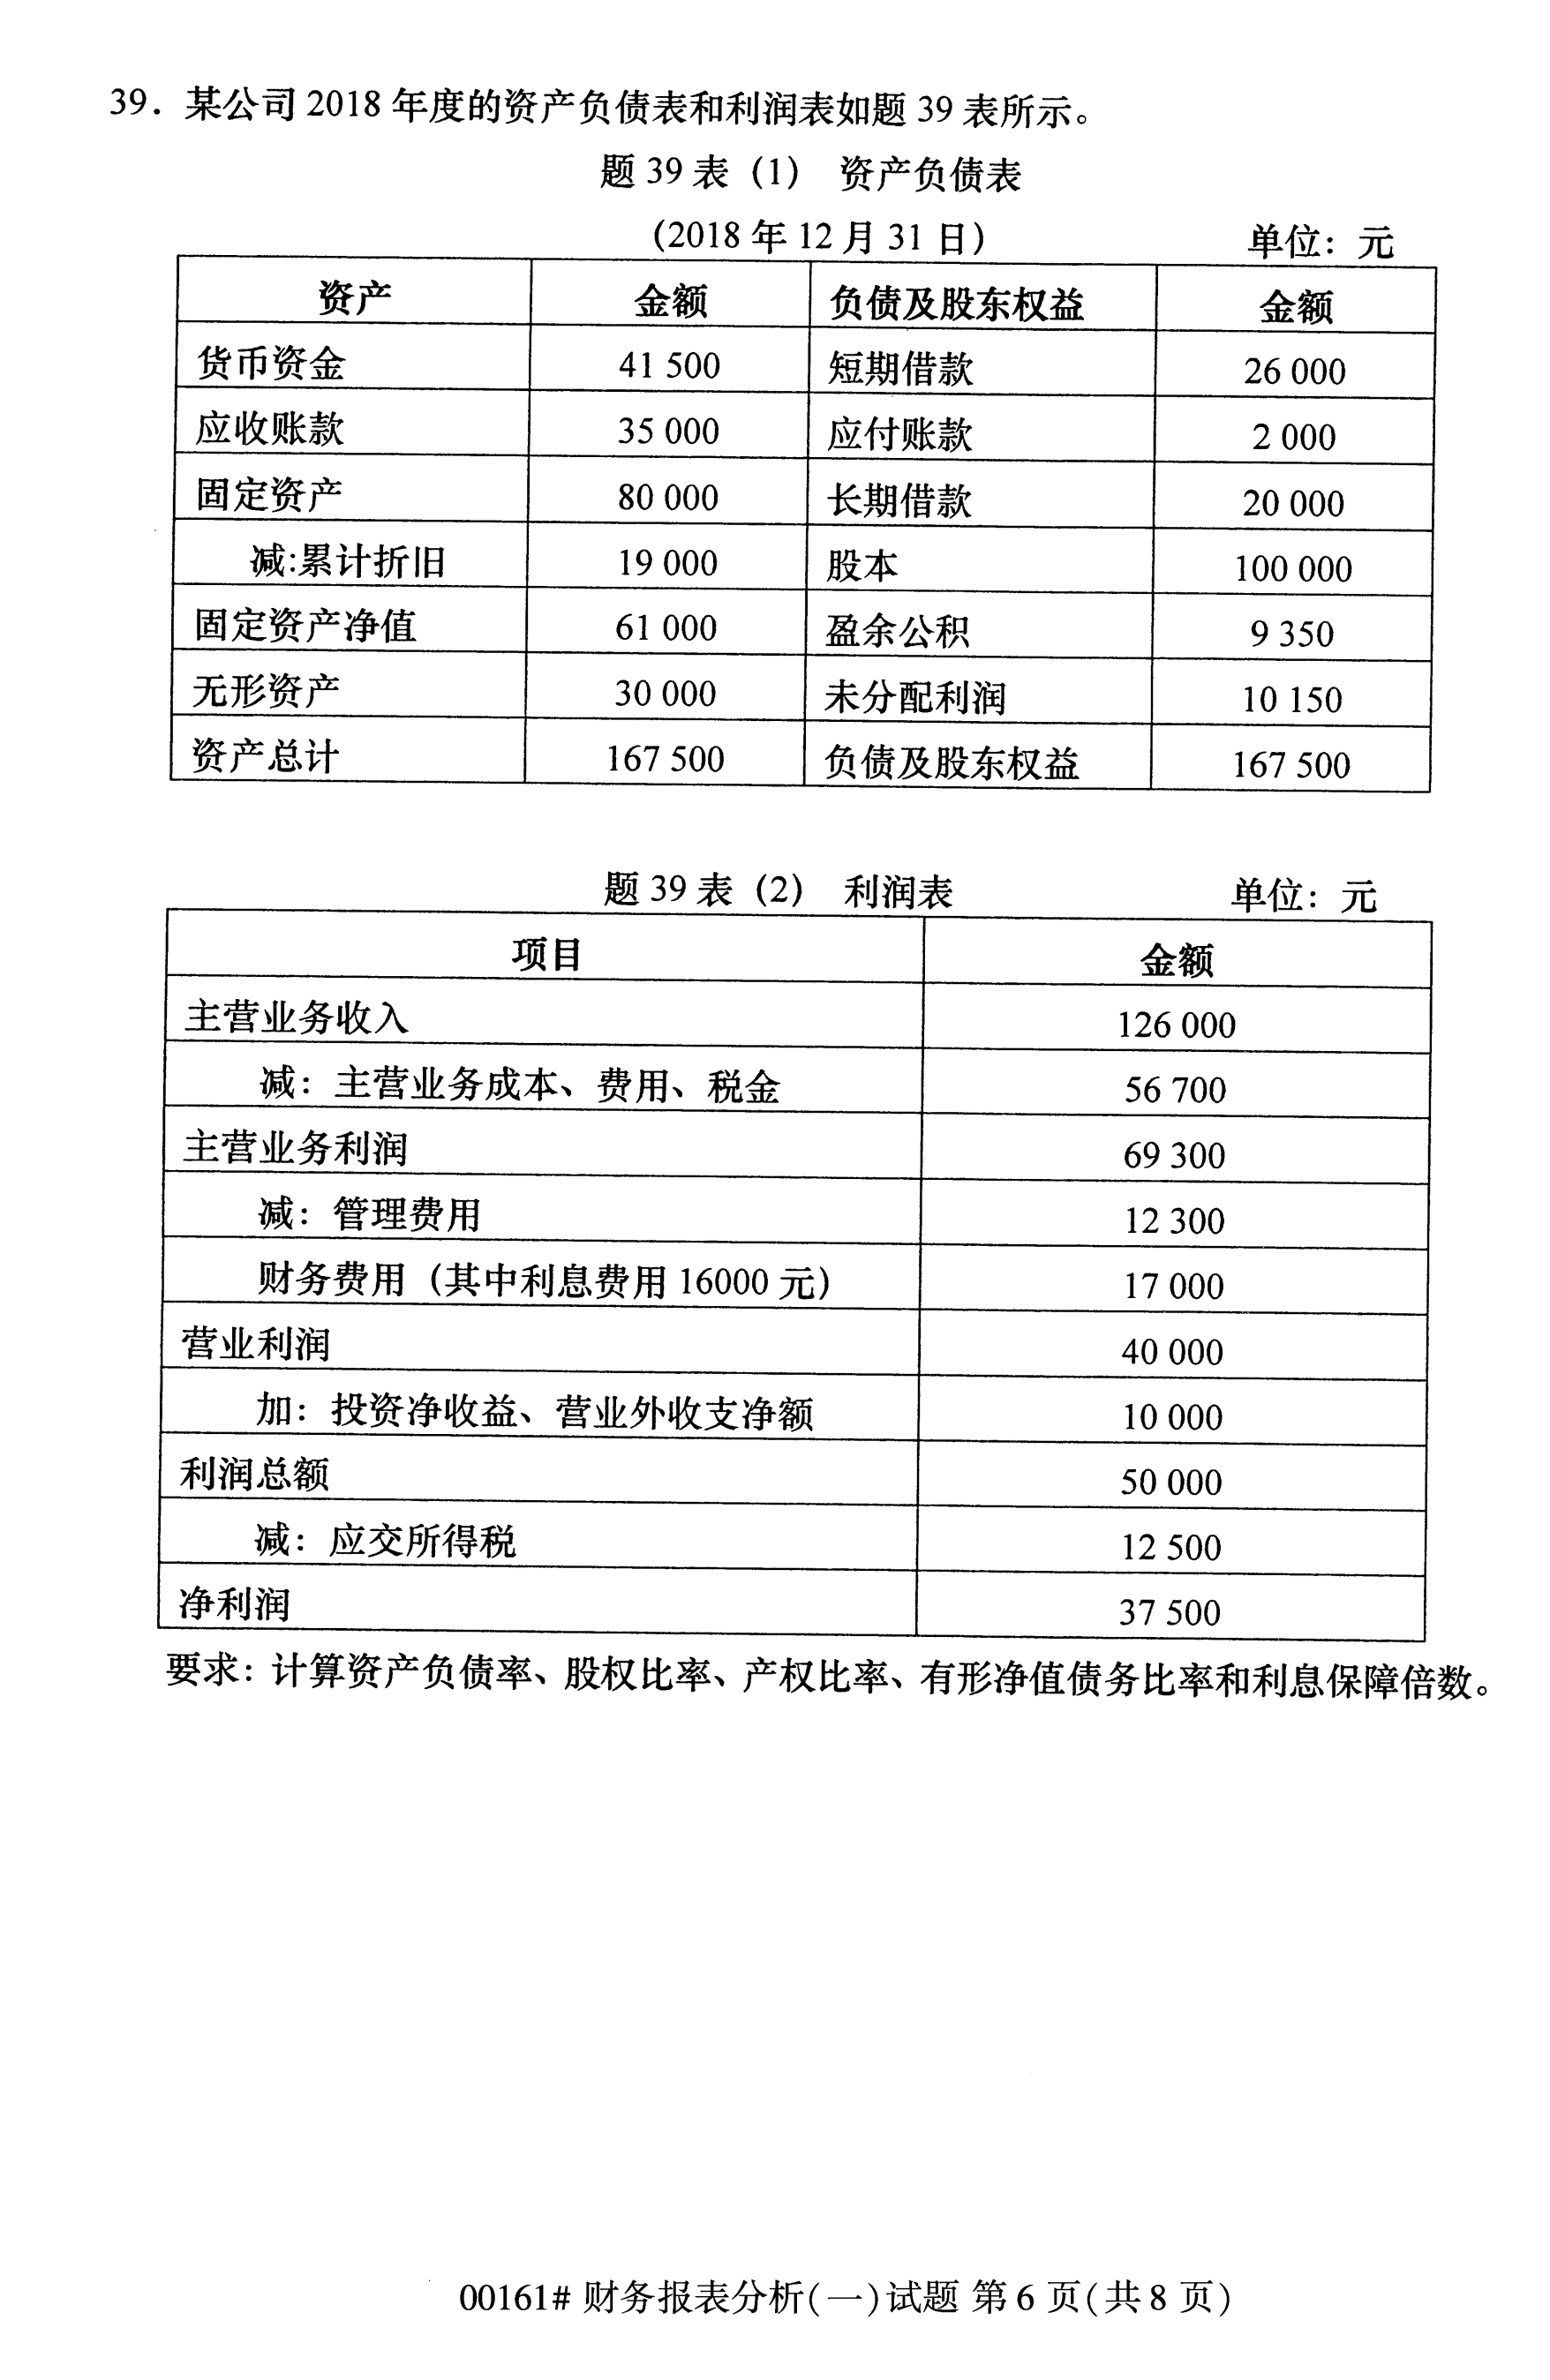 39. 某公司 2018 年度的资产负债表和利润表如题 39 表所示。
题 39 表（1） 资产负债表
(2018 年 12 月 31 日) 单位：元
资产 金额 负债及股东权益 金额
货币资金 41 500 短期借款 26 000
应收账款 35 000 应付账款 2 000
固定资产 80 000 长期借款 20 000
减:累计折旧 19 000 股本 100 000
固定资产净值 61 000 盈余公积 9 350
无形资产 30 000 未分配利润 10 150
资产总计 167 500 负债及股东权益 167 500
题 39 表（2） 利润表 单位：元
项目 金额
主营业务收入 126 000
减：主营业务成本、费用、税金 56 700
主营业务利润 69 300
减：管理费用 12 300
财务费用（其中利息费用 16000 元） 17 000
营业利润 40 000
加：投资净收益、营业外收支净额 10 000
利润总额 50 000
减：应交所得税 12 500
净利润 37 500
要求：计算资产负债率、股权比率、产权比率、有形净值债务比率和利息保障倍数。
00161# 财务报表分析(一)试题 第 6 页(共 8 页)